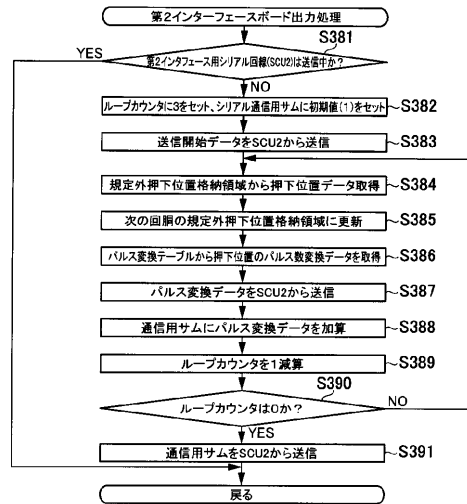 第2インターフェースボード出力処理
S381
YES
第2インタフェース用シリアル回線(SCU2)は送信中か?
NO
ループカウンタに3をセット、シリアル通信用サムに初期値(1)をセット
S382
送信開始データをSCU2から送信
S383
規定外押下位置格納領域から押下位置データ取得
S384
次の回胴の規定外押下位置格納領域に更新
S385
パルス変換テーブルから押下位置のパルス数変換データを取得
S386
パルス変換データをSCU2から送信
S387
通信用サムにパルス変換データを加算
S388
ループカウンタを1減算
S389
S390
ループカウンタは0か?
NO
YES
通信用サムをSCU2から送信
S391
戻る